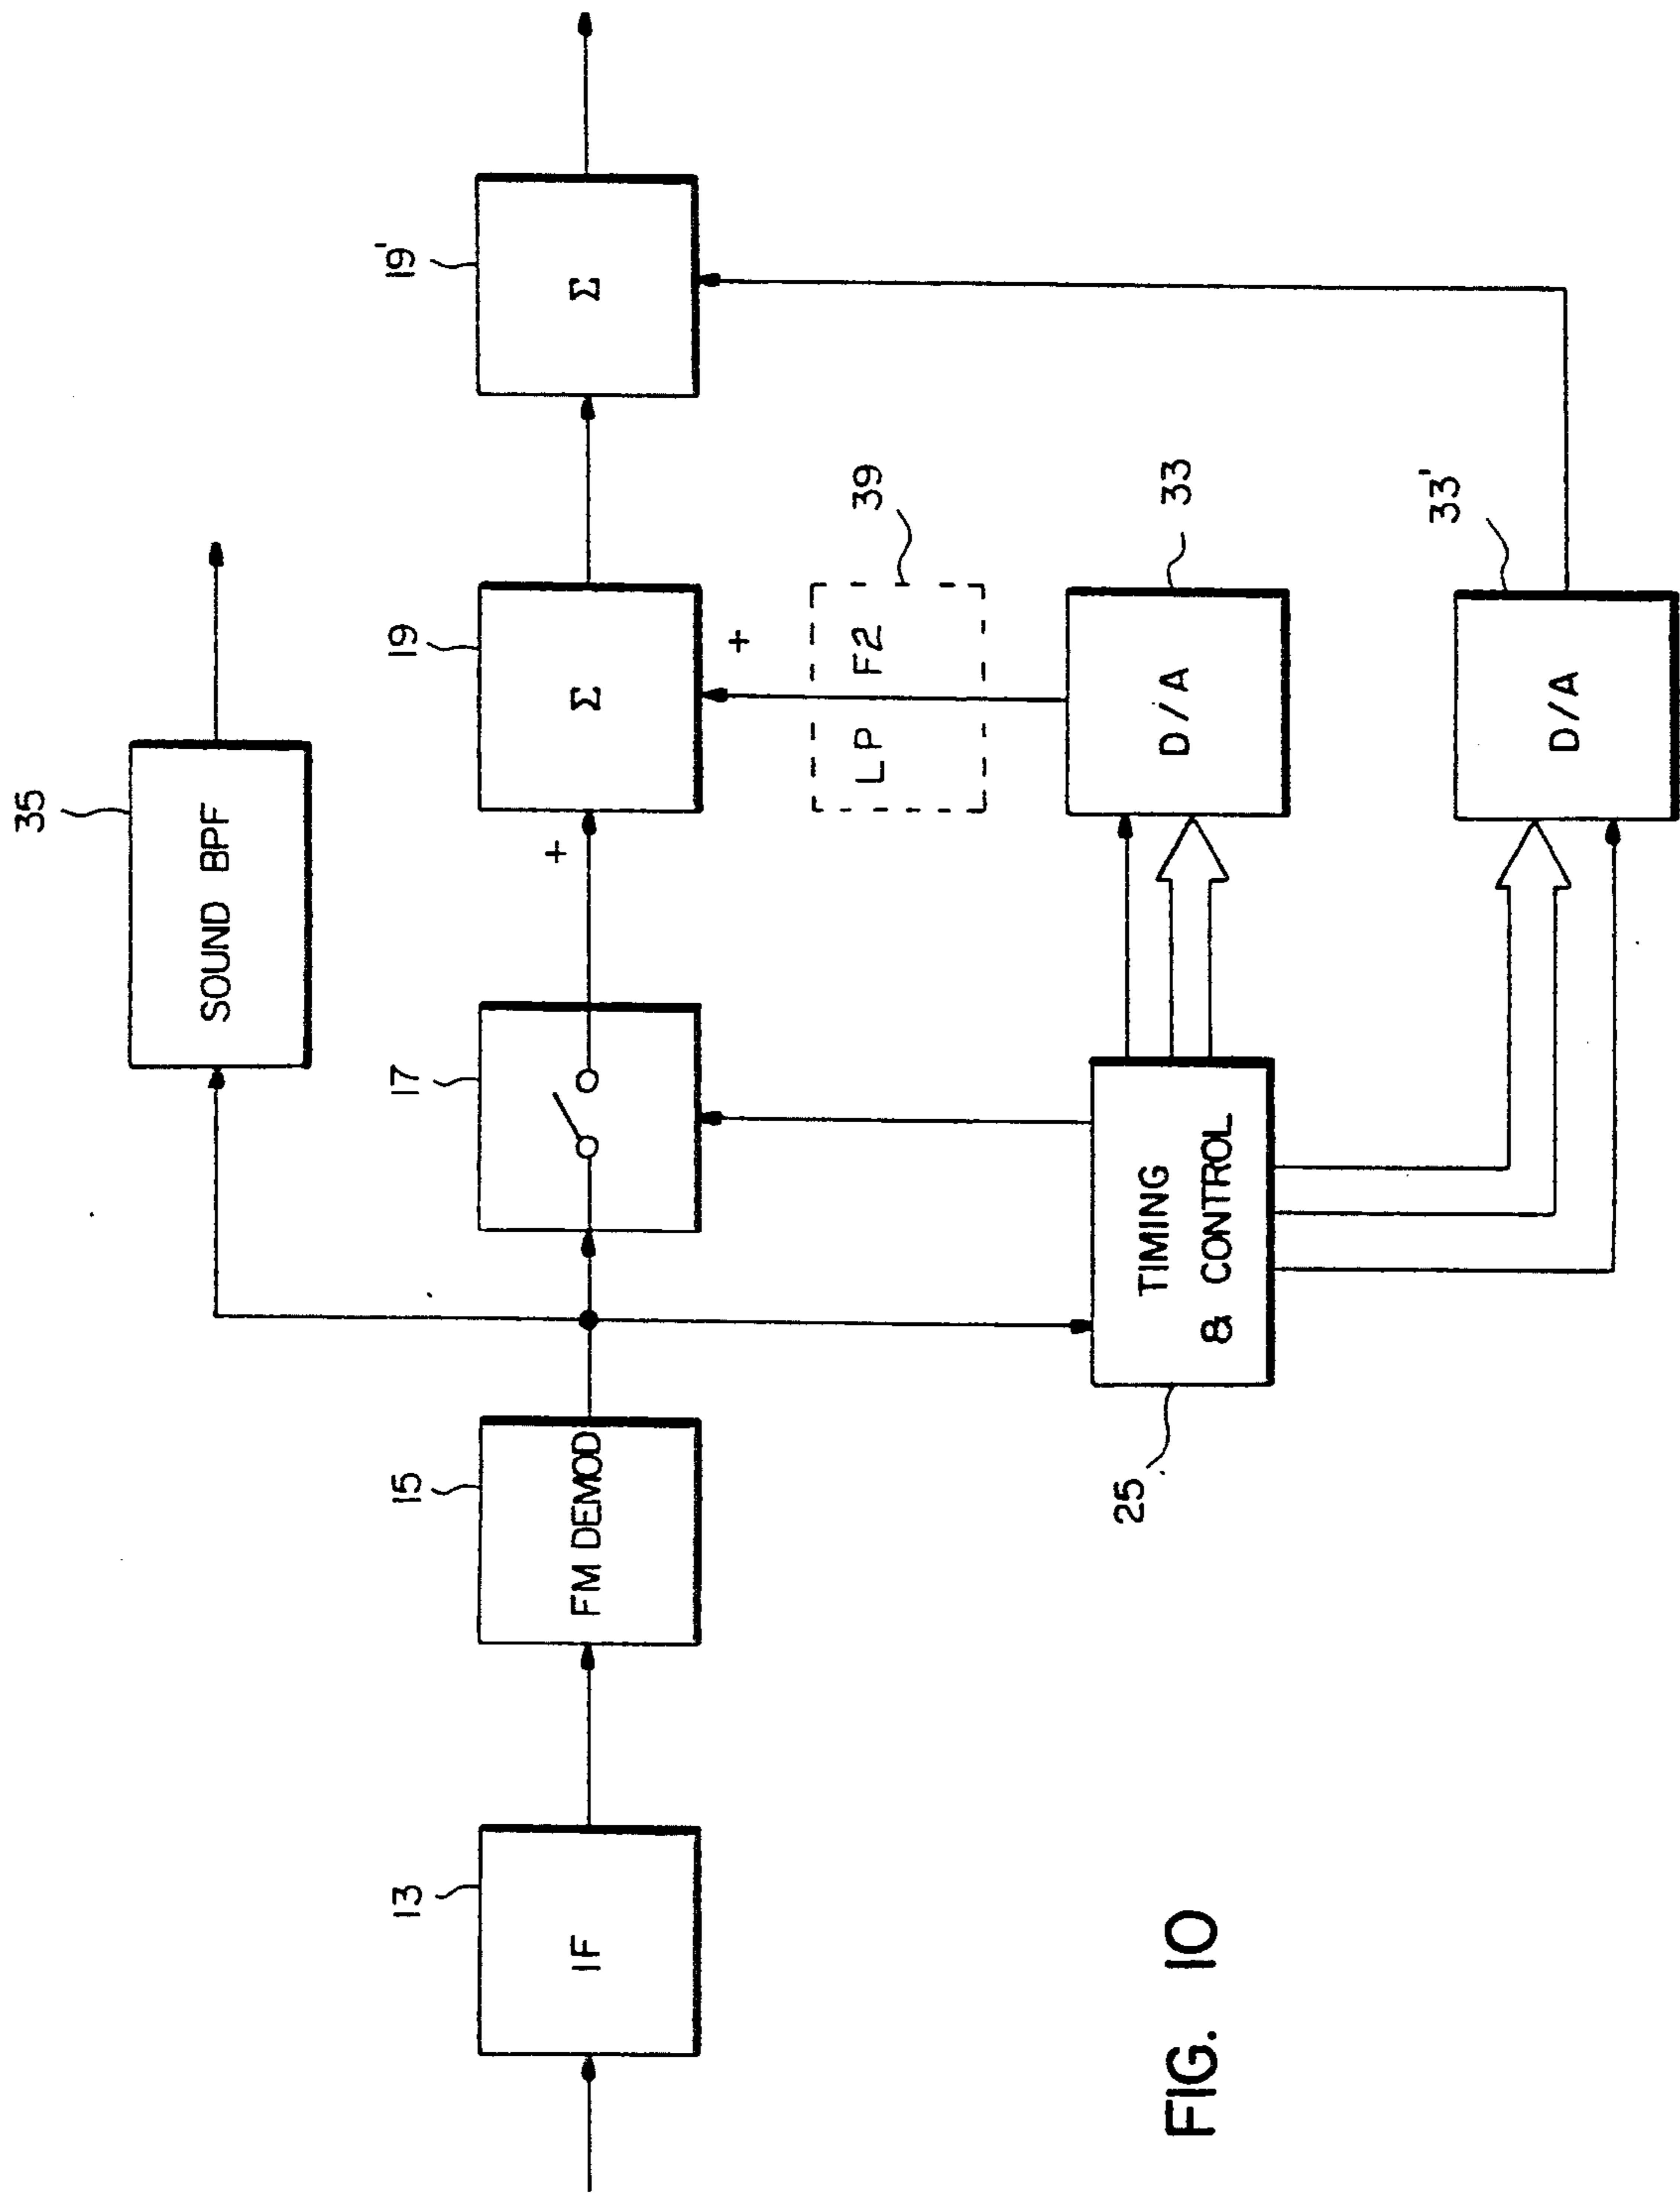 35
SOUND BPF
13
IF
15
FM DEMOD
17
+
19
Σ
+
19'
Σ
LP F2
39
25
TIMING
& CONTROL
D/A
33
D/A
33'
FIG. 10